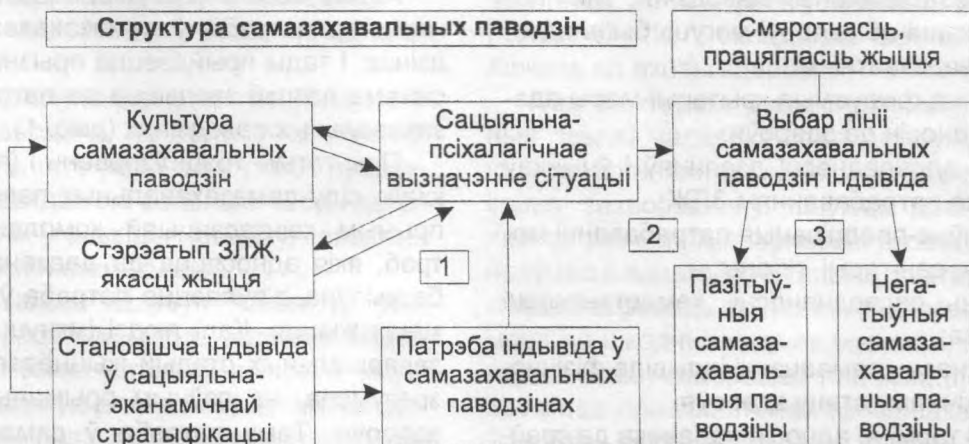 Структура самазахавальных паводзін
Смяротнасць,
працягласць жыцця
Культура
самазахавальных
паводзін
Сацыяльна-
псіхалагічнае
вызначэнне сітуацыі
Выбар лініі
самазахавальных
паводзін індывіда
Стэрэатып ЗЛЖ,
якасці жыцця
2
3
Становішча індывіда
ў сацыяльна-
эканамічнай
стратыфікацыі
Патрэба індывіда ў
самазахавальных
паводзінах
Пазітыў-
ныя
самаза-
хаваль-
ныя па-
водзіны
Нега-
тыўныя
самаза-
хаваль-
ныя па-
водзіны